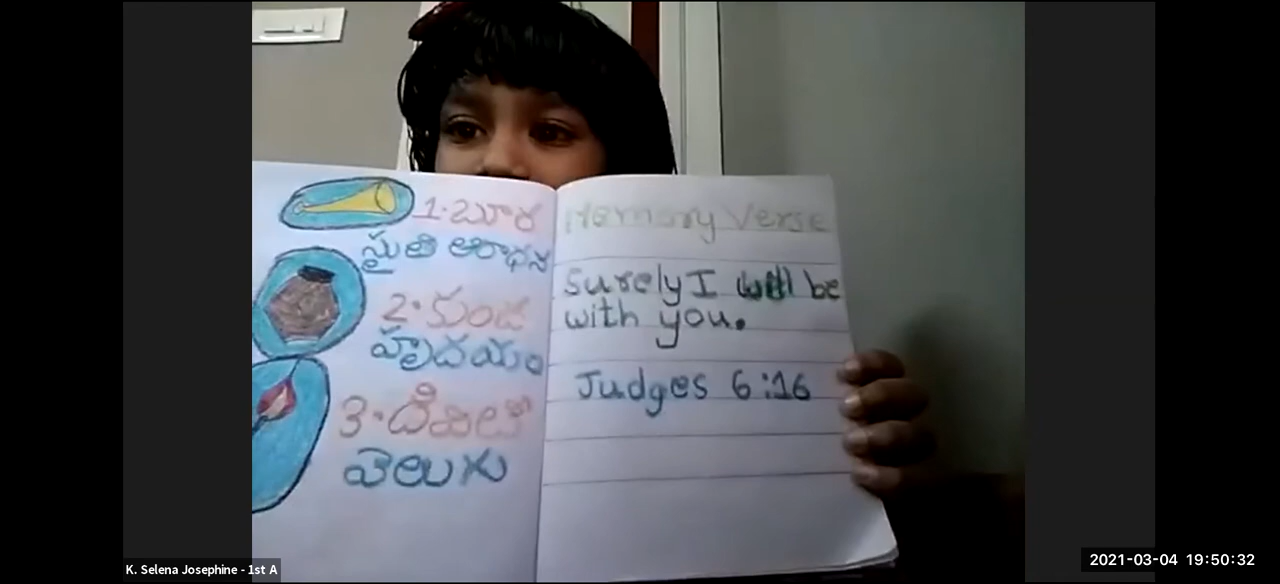 1. బూర
స్తుతి ఆరాధన
2. కుండ
హృదయం
3. దివిటీ
వెలుగు
Memory Verse
Surely I will be
with you.
Judges 6:16
K. Selena Josephine - 1st A
2021-03-04 19:50:32